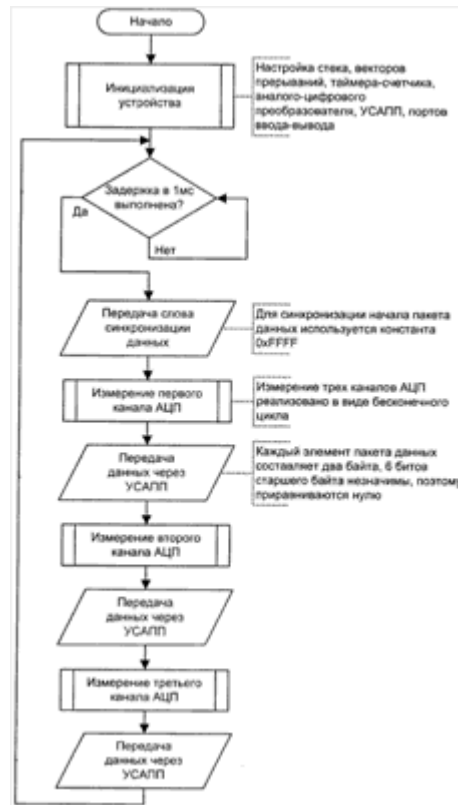 Начало
Инициализация
устройства
Настройка стека, векторов
прерываний, таймера-счетчика,
аналого-цифрового
преобразователя, УСАПП, портов
ввода-вывода
Задержка в 1мс
выполнена?
Да
Нет
Передача слова
синхронизации
данных
Для синхронизации начала пакета
данных используется константа
0xFFFF
Измерение первого
канала АЦП
Измерение трех каналов АЦП
реализовано в виде бесконечного
цикла
Передача
данных через
УСАПП
Каждый элемент пакета данных
составляет два байта, 6 битов
старшего байта незначимы, поэтому
приравниваются нулю
Измерение второго
канала АЦП
Передача
данных через
УСАПП
Измерение третьего
канала АЦП
Передача
данных через
УСАПП